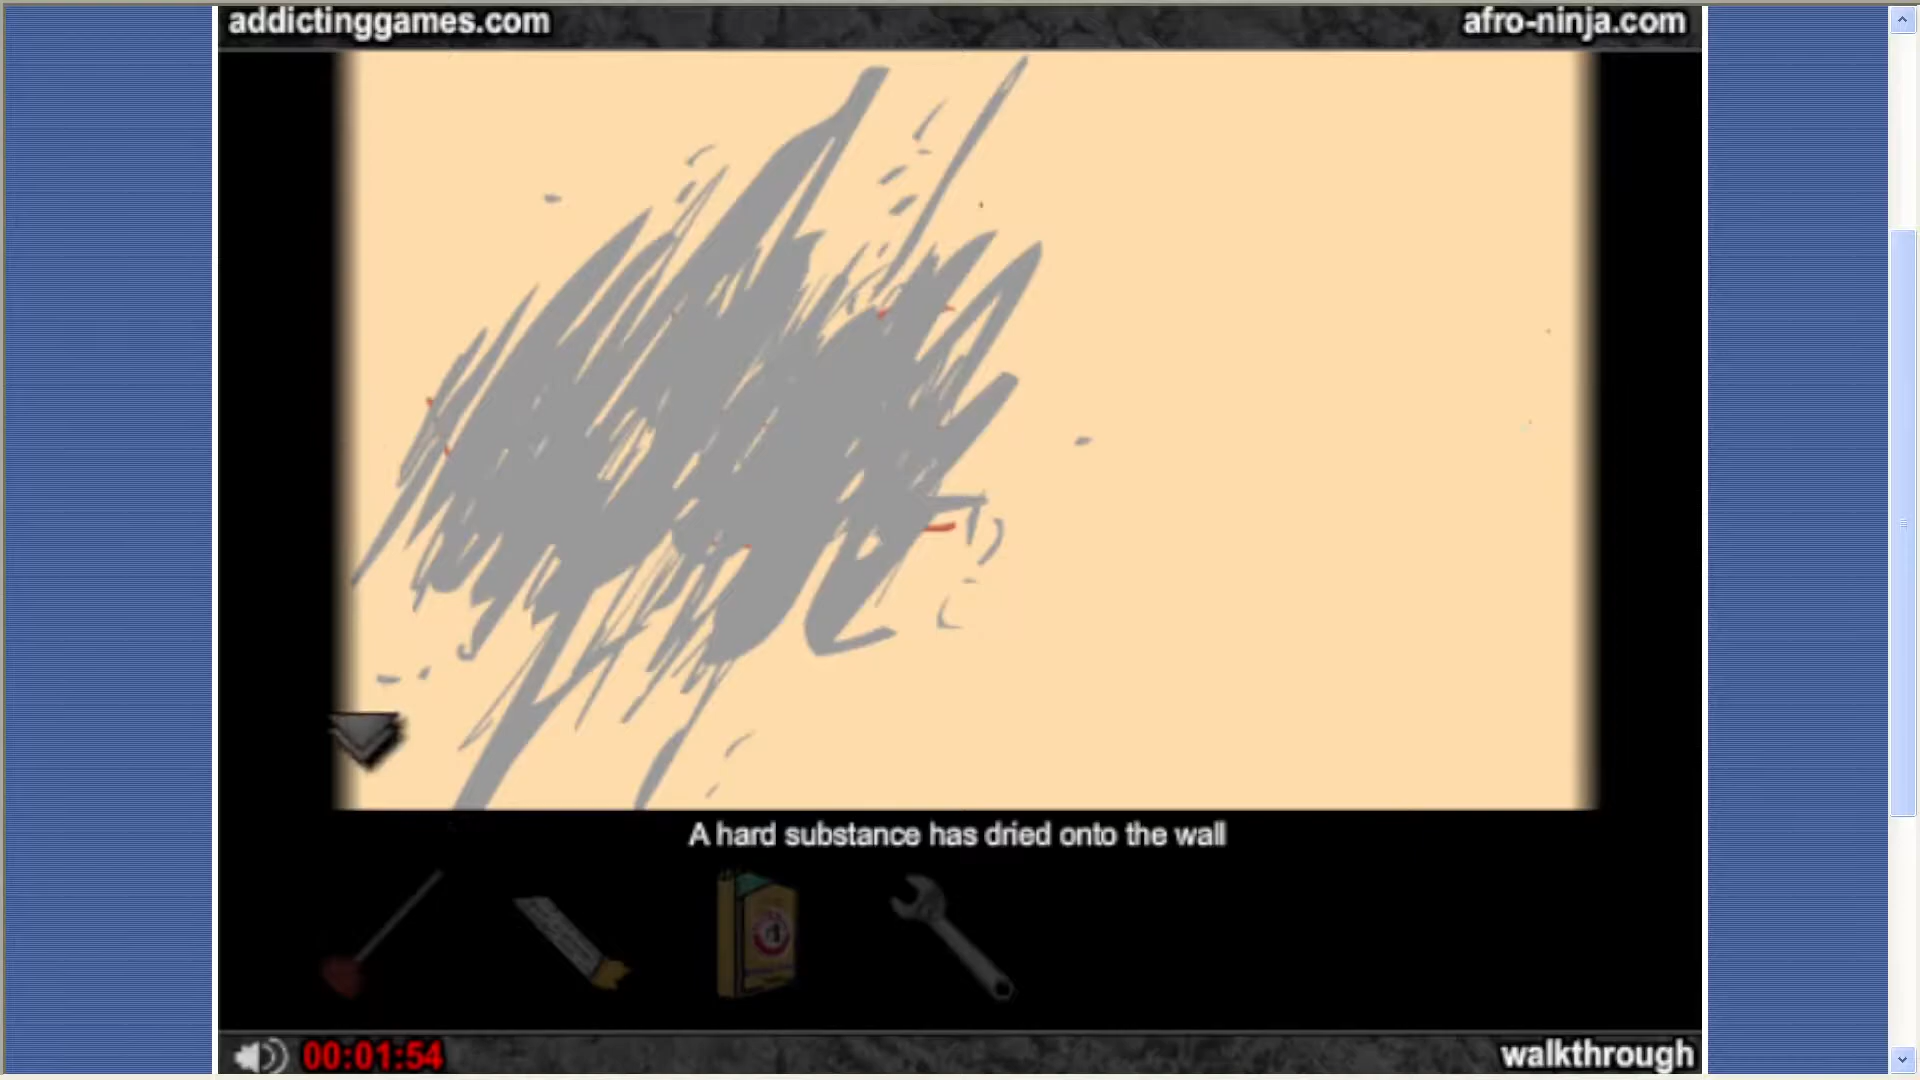 addictinggames.com
afro-ninja.com
A hard substance has dried onto the wall
00:01:54
walkthrough